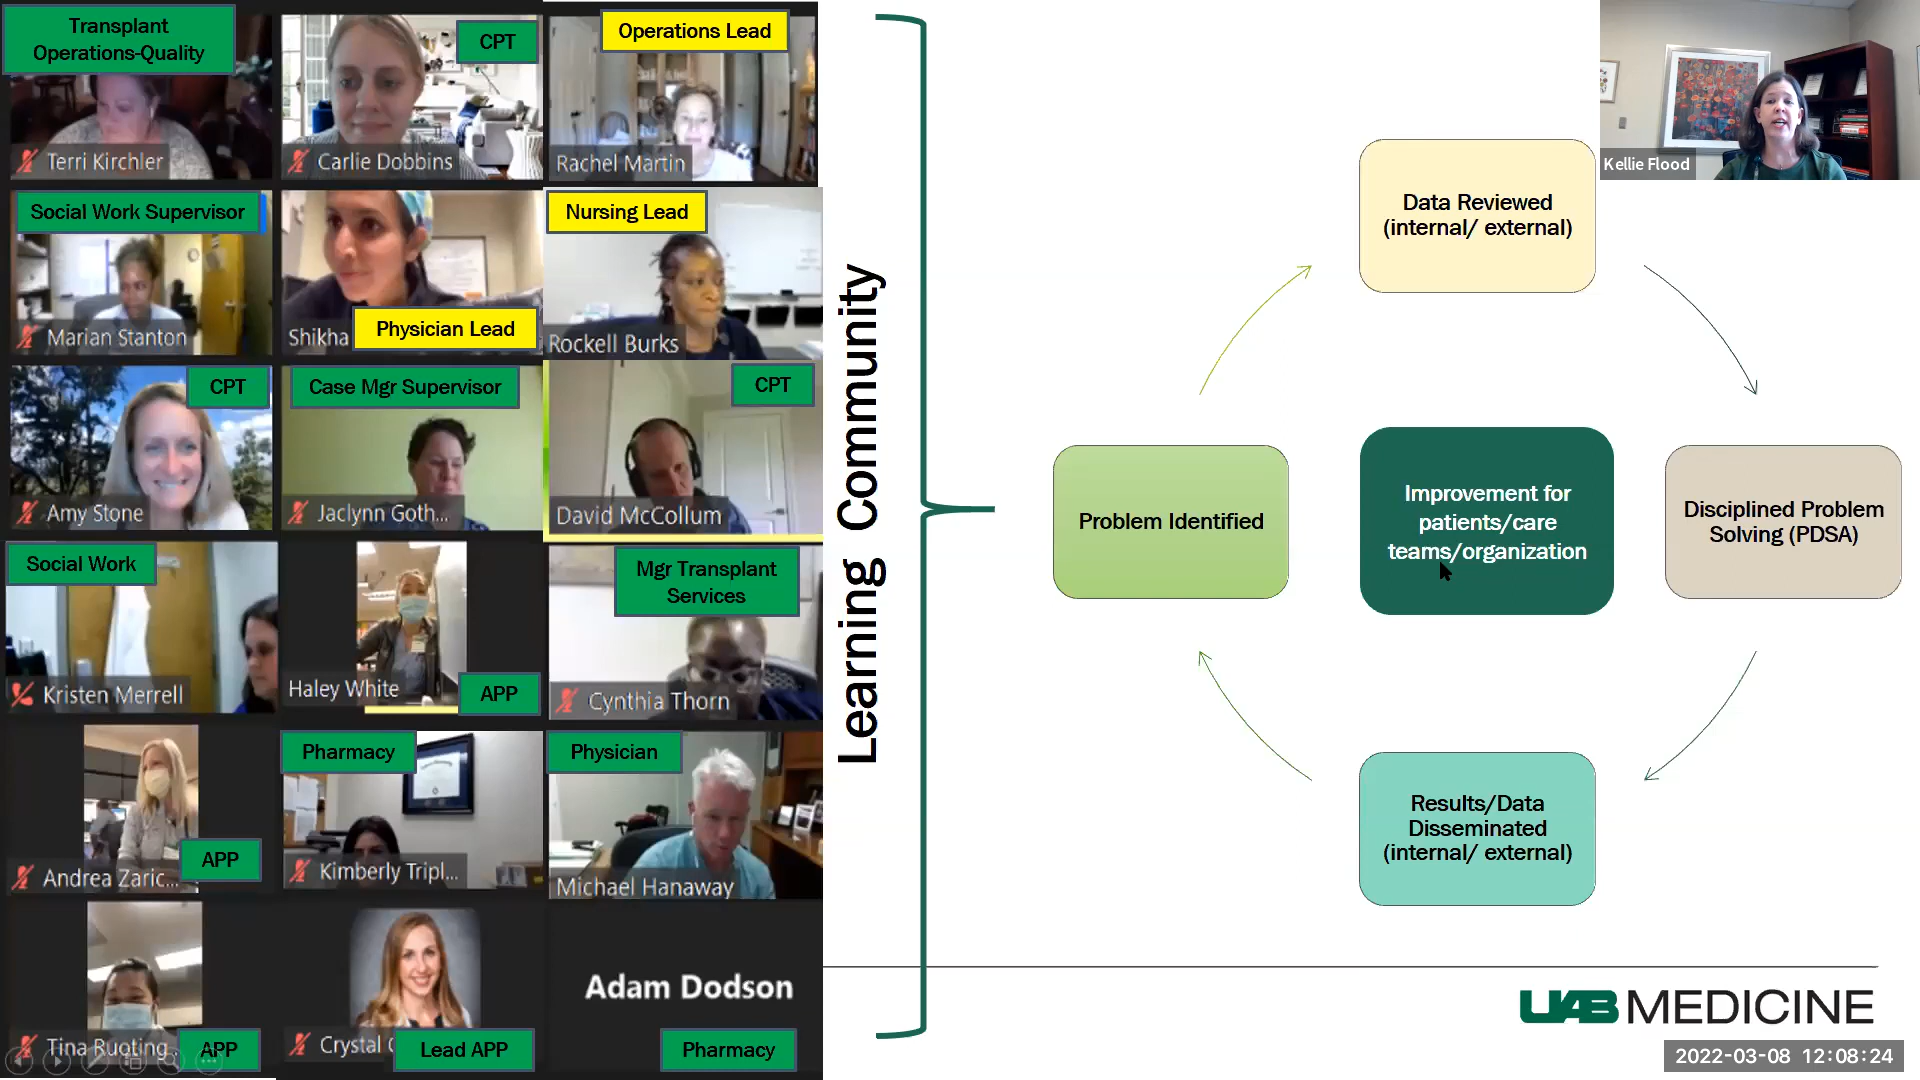 Transplant
Operations-Quality
Terri Kirchler
CPT
Carlie Dobbins
Operations Lead
Rachel Martin
Social Work Supervisor
Marian Stanton
Shikha
Physician Lead
Nursing Lead
Rockell Burks
CPT
Amy Stone
Case Mgr Supervisor
Jaclynn Goth...
CPT
David McCollum
Social Work
Kristen Merrell
Haley White
APP
Mgr Transplant
Services
Cynthia Thorn
Andrea Zaric...
APP
Pharmacy
Kimberly Tripl...
Physician
Michael Hanaway
Tina Ruoting
APP
Crystal
Lead APP
Adam Dodson
Pharmacy
Learning Community
Data Reviewed
(internal/ external)
Problem Identified
Improvement for
patients/care
teams/organization
Disciplined Problem
Solving (PDSA)
Results/Data
Disseminated
(internal/ external)
Kellie Flood
UAB MEDICINE
2022-03-08 12:08:24